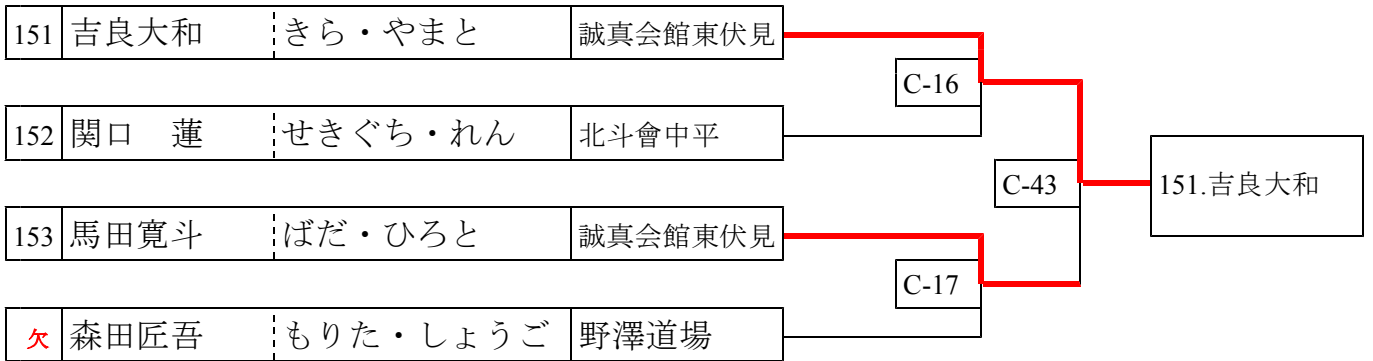 151 吉良大和 きら・やまと 誠真会館東伏見
C-16
152 関口 蓮 せきぐち・れん 北斗會中平
C-43 151.吉良大和
153 馬田寛斗 ばだ・ひろと 誠真会館東伏見
C-17
欠 森田匠吾 もりた・しょうご 野澤道場